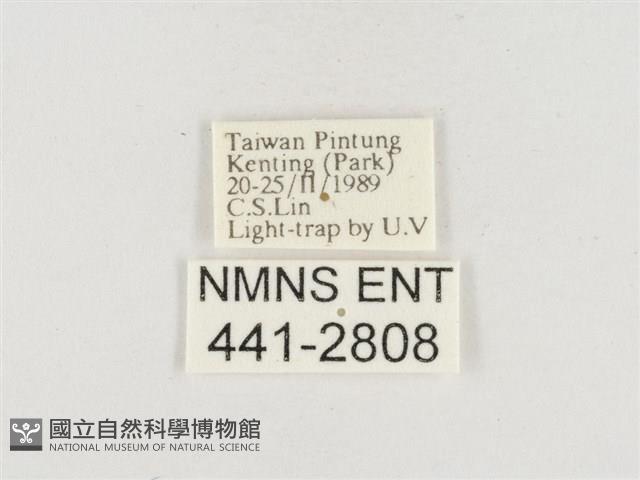 Taiwan Pintung
Kenting (Park)
20-25/II/1989
C.S.Lin
Light-trap by U.V
NMNS ENT
441-2808
國立自然科學博物館
NATIONAL MUSEUM OF NATURAL SCIENCE